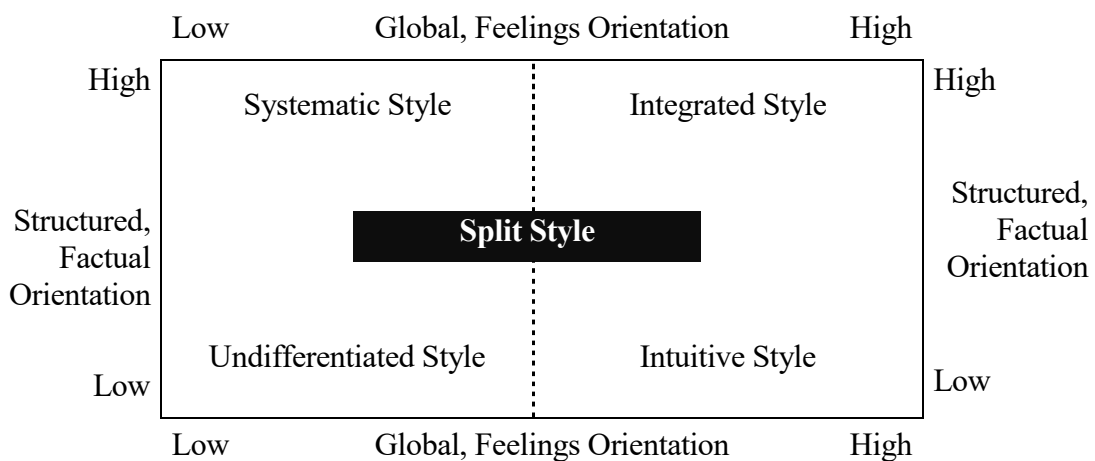 Low Global, Feelings Orientation High
High High
Systematic Style Integrated Style
Structured,
Factual
Orientation
Split Style
Structured,
Factual
Orientation
Undifferentiated Style Intuitive Style
Low Low
Low Global, Feelings Orientation High